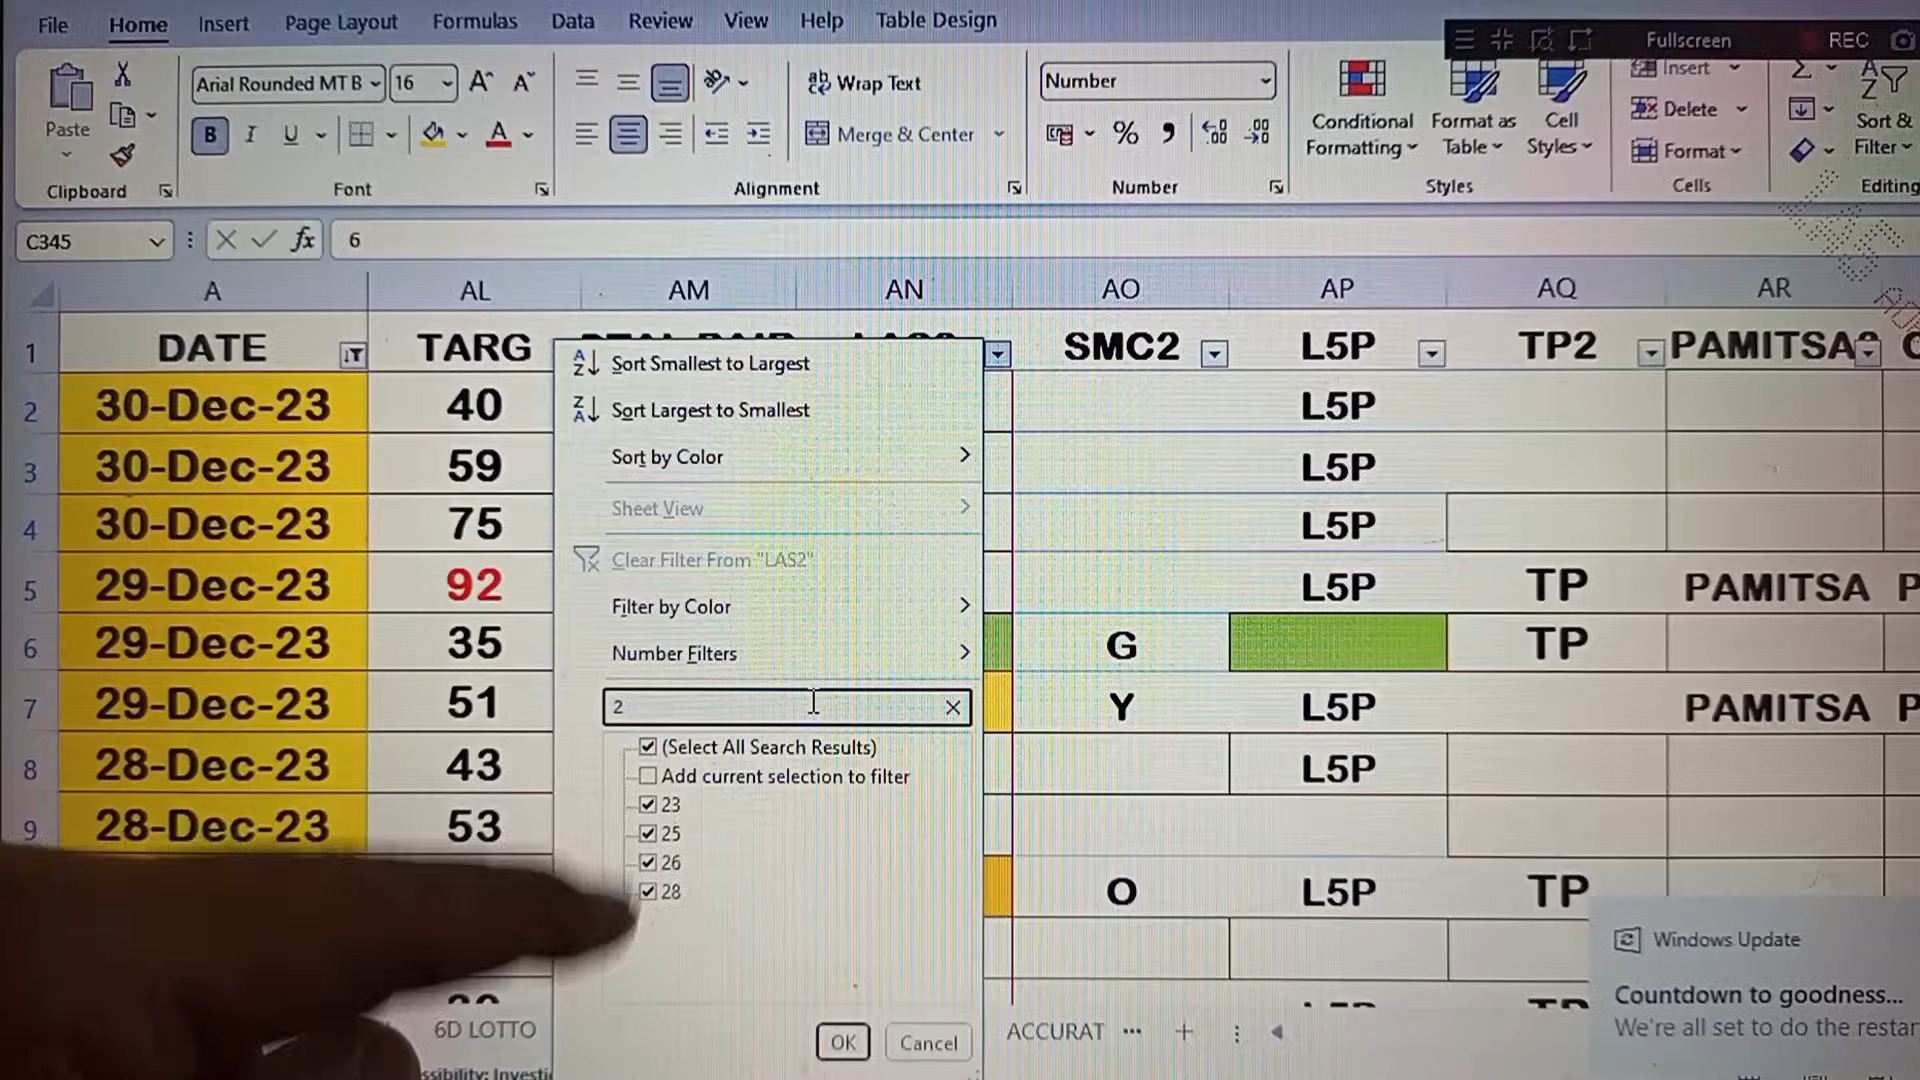 File Home Insert Page Layout Formulas Data Review View Help Table Design
Fullscreen REC
Arial Rounded MT B 16 Wrap Text Number Insert
Paste B I U Merge & Center % Conditional Formatting Format as Table Cell Styles Delete Format Sort & Filter
Clipboard Font Alignment Number Styles Cells Editing
C345 fx 6
A AL AM AN AO AP AQ AR
1 DATE TARG SMC2 L5P TP2 PAMITSA2
2 30-Dec-23 40 L5P
3 30-Dec-23 59 L5P
4 30-Dec-23 75 L5P
5 29-Dec-23 92 L5P TP PAMITSA P
6 29-Dec-23 35 G TP
7 29-Dec-23 51 Y L5P PAMITSA P
8 28-Dec-23 43 L5P
9 28-Dec-23 53
O L5P TP
Sort Smallest to Largest
Sort Largest to Smallest
Sort by Color
Sheet View
Clear Filter From "LAS2"
Filter by Color
Number Filters
2
(Select All Search Results)
Add current selection to filter
23
25
26
28
OK Cancel
6D LOTTO ACCURAT ...
Windows Update
Countdown to goodness...
We're all set to do the restar